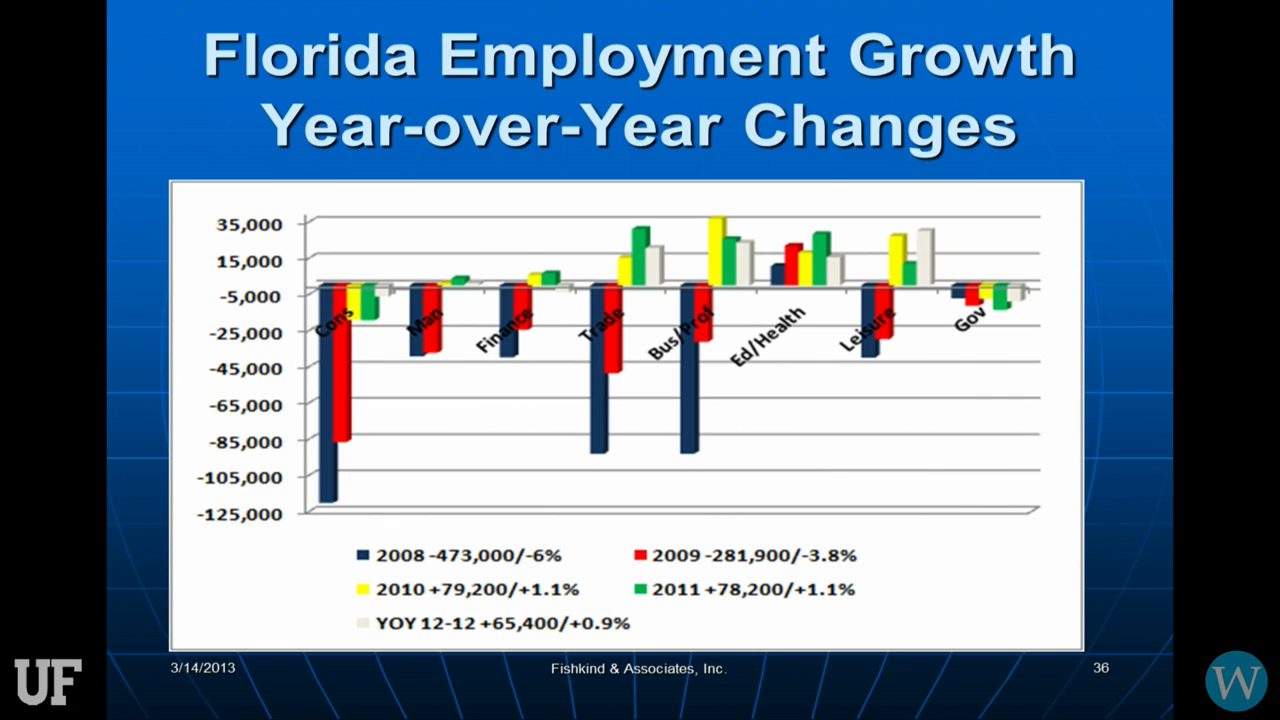 Florida Employment Growth
Year-over-Year Changes
35,000
15,000
-5,000
-25,000
-45,000
-65,000
-85,000
-105,000
-125,000
Cons
Man
Finance
Trade
Bus/Prof
Ed/Health
Leisure
Gov
2008 -473,000/-6%
2009 -281,900/-3.8%
2010 +79,200/+1.1%
2011 +78,200/+1.1%
YOY 12-12 +65,400/+0.9%
3/14/2013
Fishkind & Associates, Inc.
36
UF
W